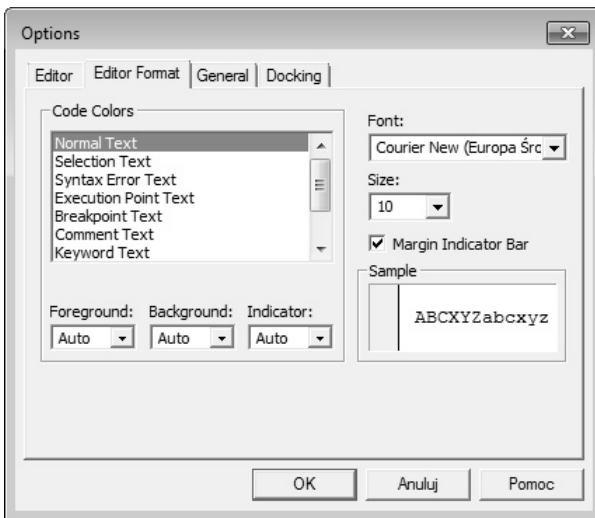 Options
Editor Editor Format General Docking
Code Colors
Normal Text
Selection Text
Syntax Error Text
Execution Point Text
Breakpoint Text
Comment Text
Keyword Text
Foreground: Background: Indicator:
Auto Auto Auto
Font:
Courier New (Europa Śrc
Size:
10
Margin Indicator Bar
Sample
ABCXYZabcxyz
OK Anuluj Pomoc